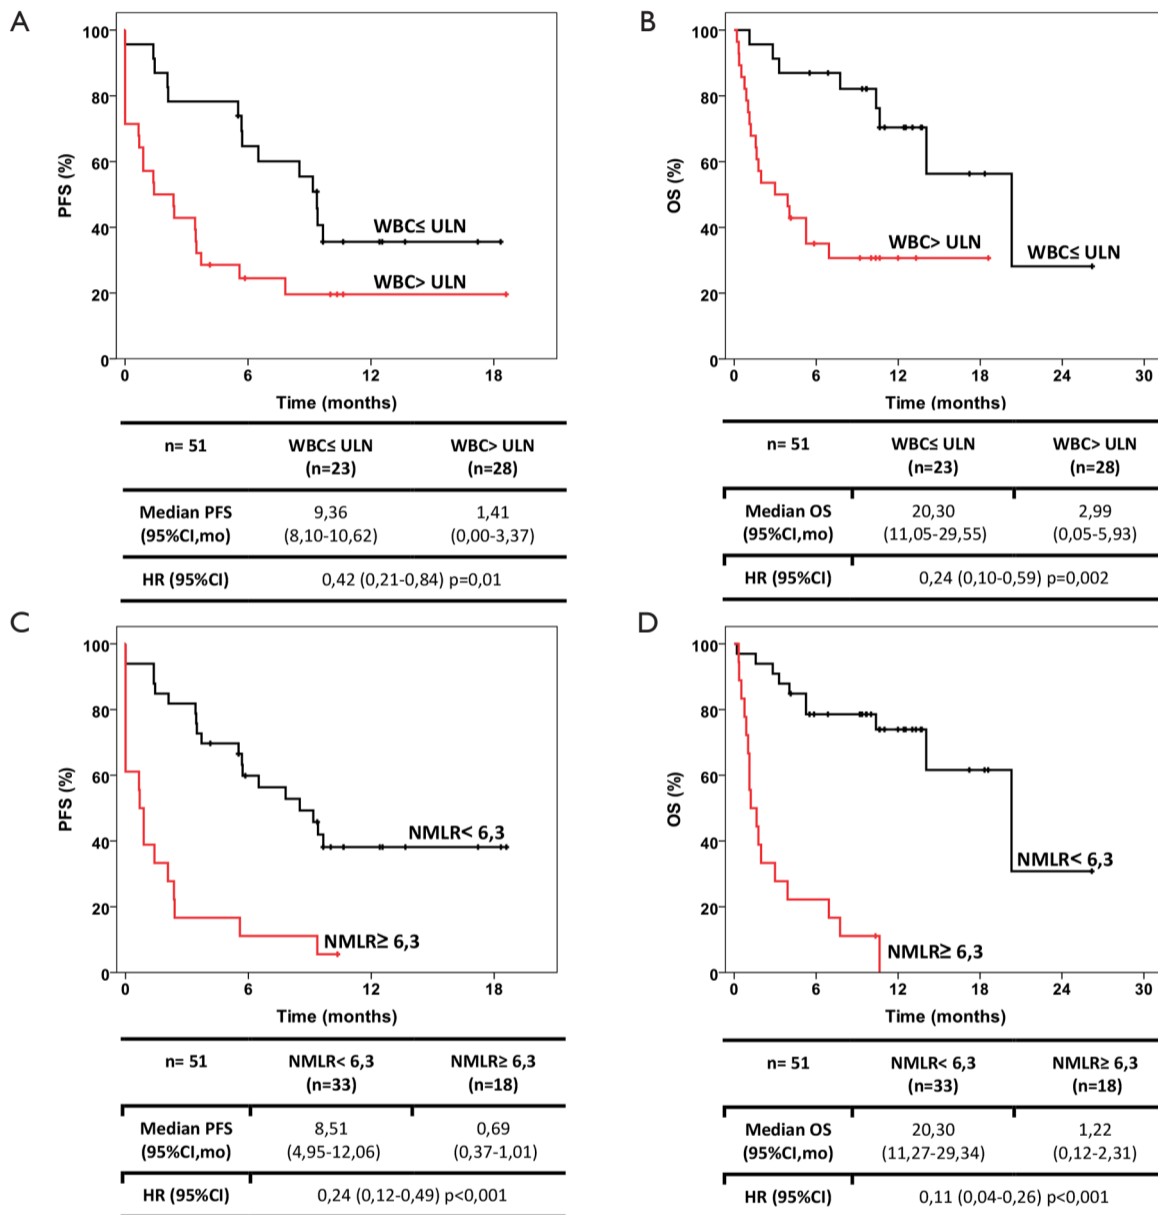 A
100
80
60
40
20
0
PFS (%)
WBC≤ ULN
WBC> ULN
0 6 12 18
Time (months)
n= 51 WBC≤ ULN WBC> ULN
(n=23) (n=28)
Median PFS 9,36 1,41
(95%CI,mo) (8,10-10,62) (0,00-3,37)
HR (95%CI) 0,42 (0,21-0,84) p=0,01
B
100
80
60
40
20
0
OS (%)
WBC> ULN
WBC≤ ULN
0 6 12 18 24 30
Time (months)
n= 51 WBC≤ ULN WBC> ULN
(n=23) (n=28)
Median OS 20,30 2,99
(95%CI,mo) (11,05-29,55) (0,05-5,93)
HR (95%CI) 0,24 (0,10-0,59) p=0,002
C
100
80
60
40
20
0
PFS (%)
NMLR< 6,3
NMLR≥ 6,3
0 6 12 18
Time (months)
n= 51 NMLR< 6,3 NMLR≥ 6,3
(n=33) (n=18)
Median PFS 8,51 0,69
(95%CI,mo) (4,95-12,06) (0,37-1,01)
HR (95%CI) 0,24 (0,12-0,49) p<0,001
D
100
80
60
40
20
0
OS (%)
NMLR< 6,3
NMLR≥ 6,3
0 6 12 18 24 30
Time (months)
n= 51 NMLR< 6,3 NMLR≥ 6,3
(n=33) (n=18)
Median OS 20,30 1,22
(95%CI,mo) (11,27-29,34) (0,12-2,31)
HR (95%CI) 0,11 (0,04-0,26) p<0,001